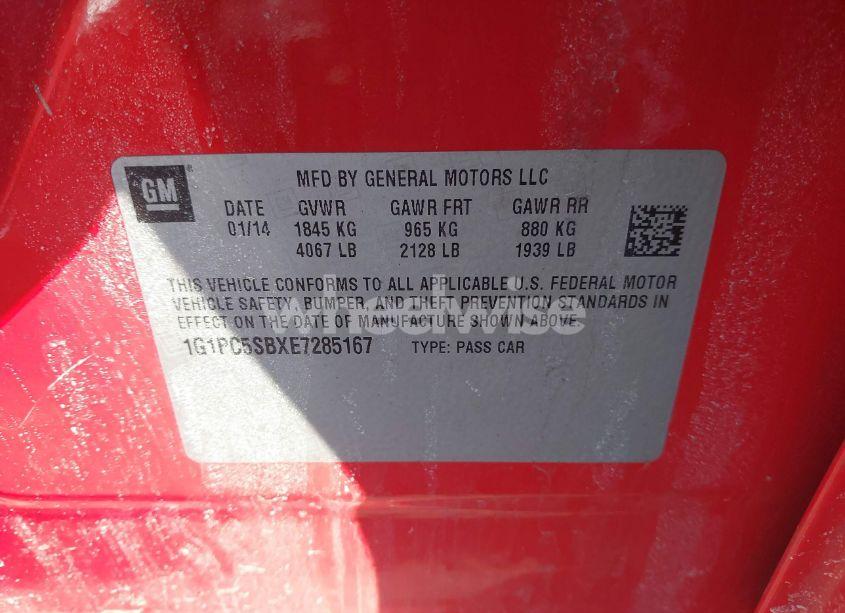 GM
MFD BY GENERAL MOTORS LLC
DATE GVWR GAWR FRT GAWR RR
01/14 1845 KG 965 KG 880 KG
4067 LB 2128 LB 1939 LB
THIS VEHICLE CONFORMS TO ALL APPLICABLE U.S. FEDERAL MOTOR
VEHICLE SAFETY, BUMPER, AND THEFT PREVENTION STANDARDS IN
EFFECT ON THE DATE OF MANUFACTURE SHOWN ABOVE.
1G1PC5SBXE7285167 TYPE: PASS CAR